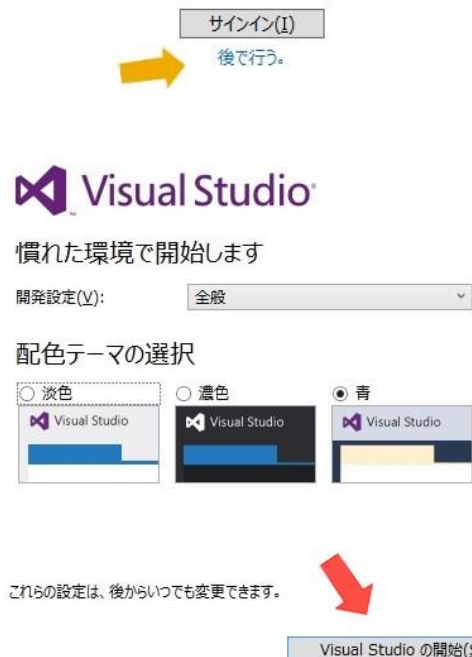 サインイン(I)
後で行う。
Visual Studio
慣れた環境で開始します
開発設定(V):
全般
配色テーマの選択
淡色
濃色
青
Visual Studio
Visual Studio
Visual Studio
これらの設定は、後からいつでも変更できます。
Visual Studio の開始(S